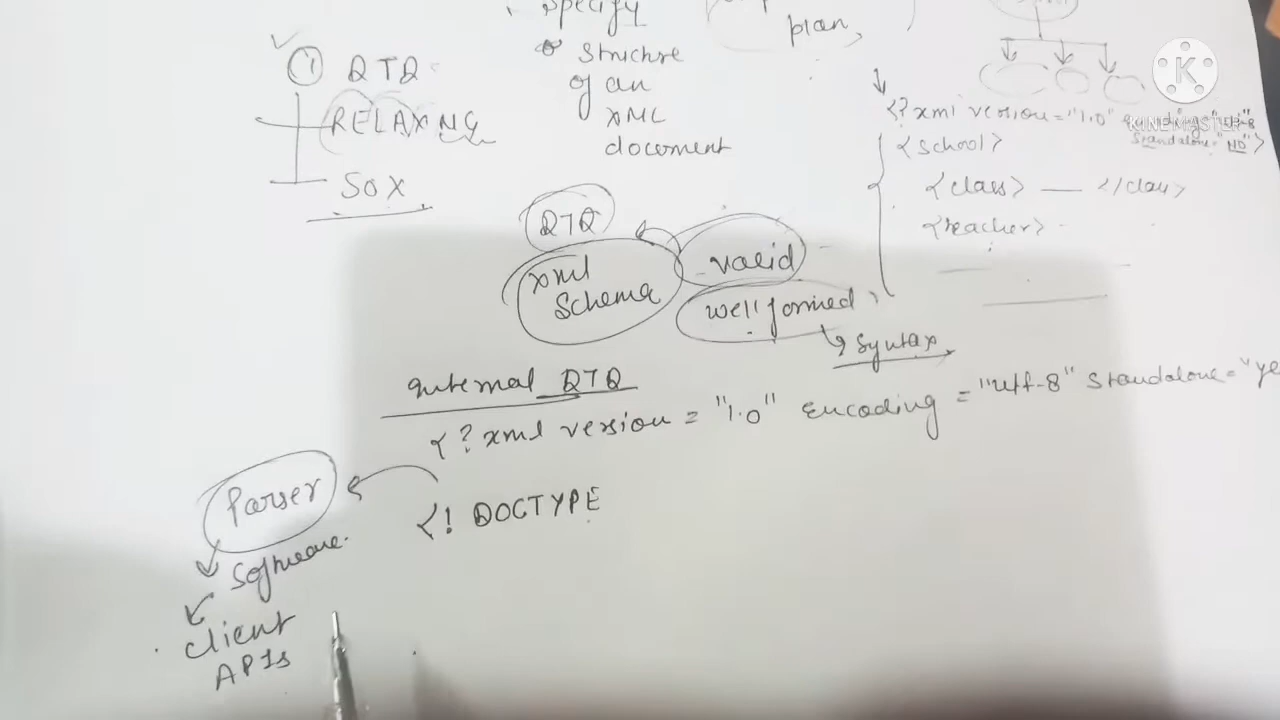 specify
structure
of an
XML
document
plan,
① DTD
RELAXNG
SOX
<?xml version="1.0"
standalone="no">
<school>
<class> — </class>
<teacher>
KINEMASTER
DTD
xml
Schema
valid
well formed
Syntax
internal DTD
<?xml version = "1.0" encoding = "utf-8" standalone="ye
<! DOCTYPE
Parser
Software.
Client
APIs